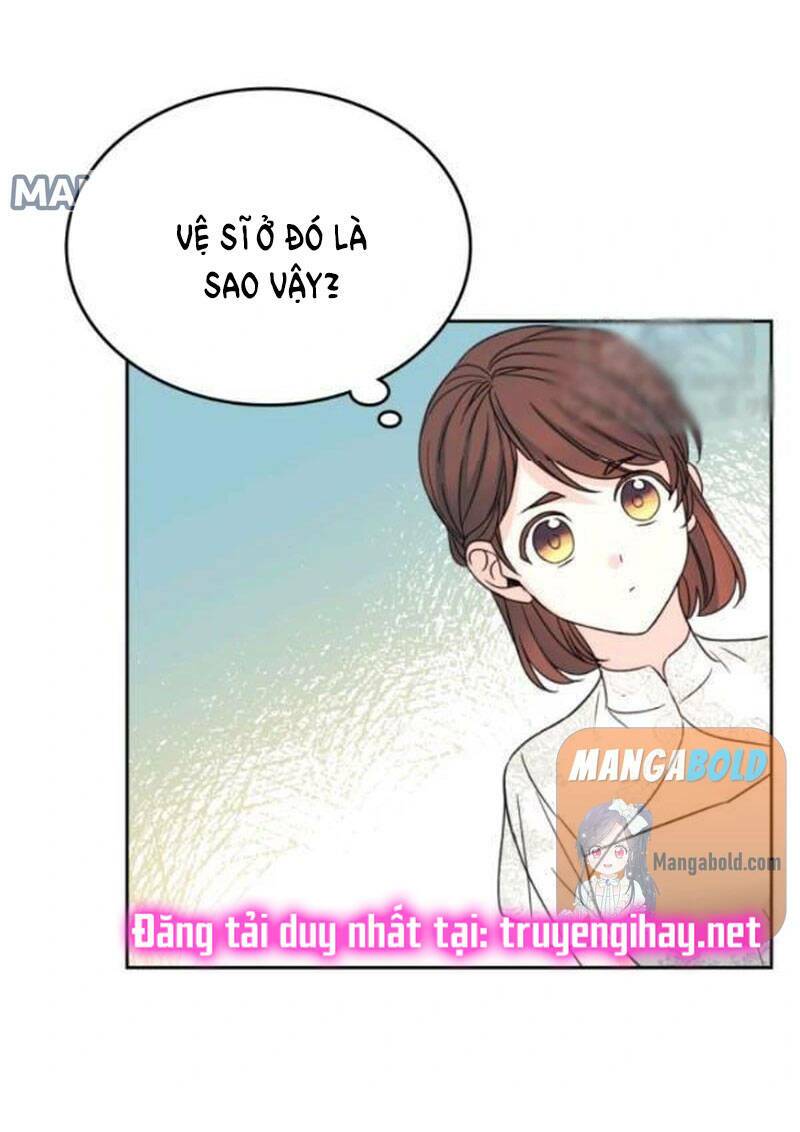 VỆ SĨ Ở ĐÓ LÀ
SAO VẬY?
MANGABOLD
Mangabold.com
Đăng tải duy nhất tại: truyengihay.net